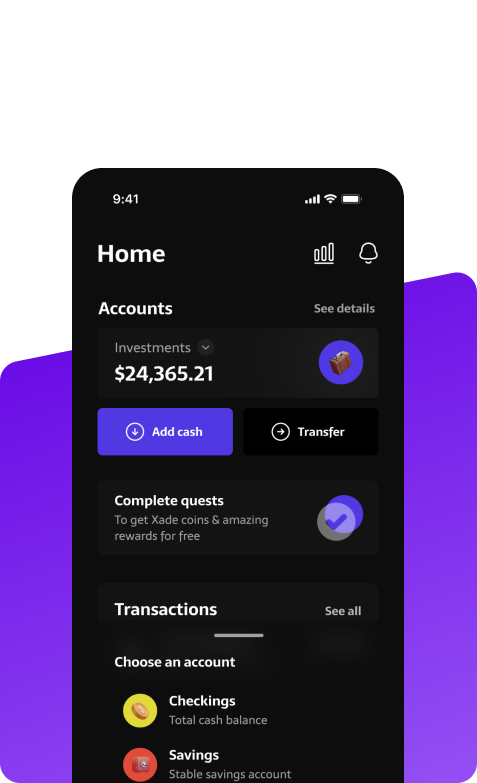 9:41
Home
Accounts
See details
Investments
$24,365.21
Add cash
Transfer
Complete quests
To get Xade coins & amazing
rewards for free
Transactions
See all
Choose an account
Checkings
Total cash balance
Savings
Stable savings account